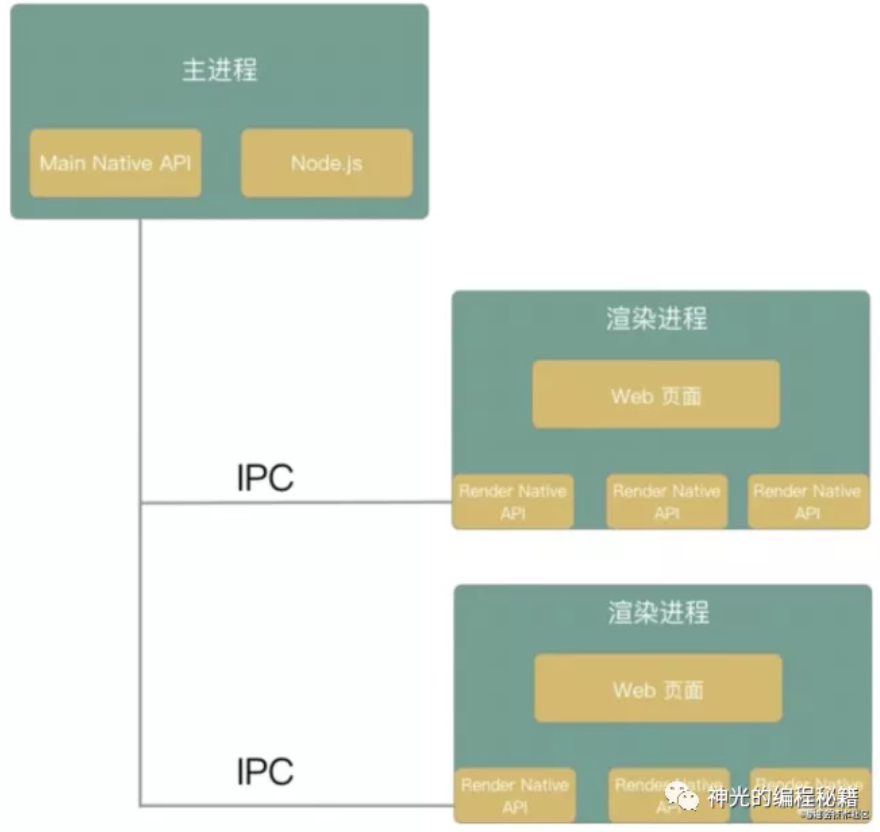 主进程
Main Native API
Node.js
渲染进程
Web 页面
IPC
Render Native
API
Render Native
API
Render Native
API
渲染进程
Web 页面
IPC
Render Native
API
Render Native
API
Render Native
神光的编程秘籍